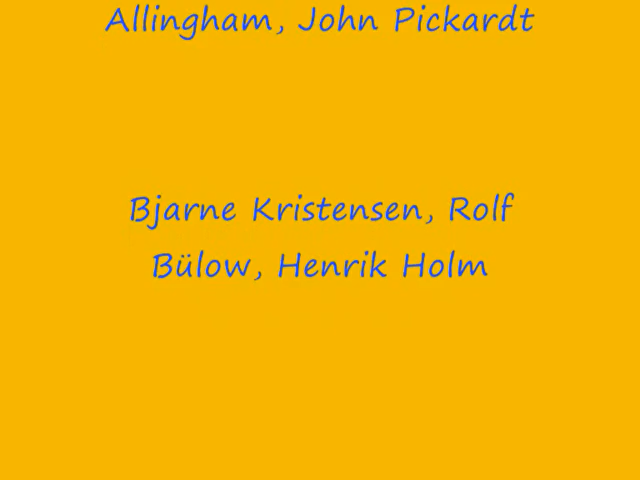 Allingham, John Pickardt
Bjarne Kristensen, Rolf
Bülow, Henrik Holm